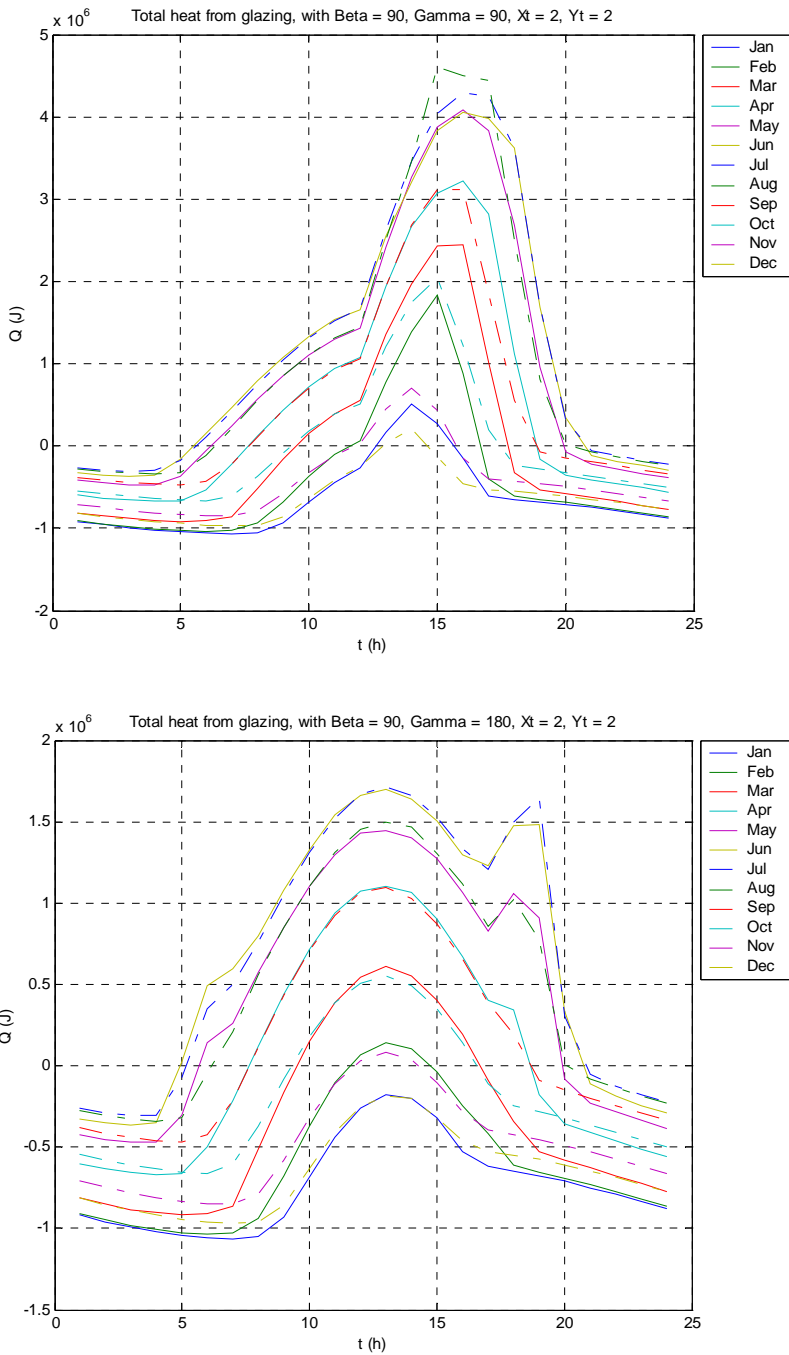 x 10
6
Total heat from glazing, with Beta = 90, Gamma = 90, Xt = 2, Yt = 2
5
4
3
2
1
0
-1
-2
Q (J)
0
5
10
15
20
25
t (h)
Jan
Feb
Mar
Apr
May
Jun
Jul
Aug
Sep
Oct
Nov
Dec
x 10
6
Total heat from glazing, with Beta = 90, Gamma = 180, Xt = 2, Yt = 2
2
1.5
1
0.5
0
-0.5
-1
-1.5
Q (J)
0
5
10
15
20
25
t (h)
Jan
Feb
Mar
Apr
May
Jun
Jul
Aug
Sep
Oct
Nov
Dec